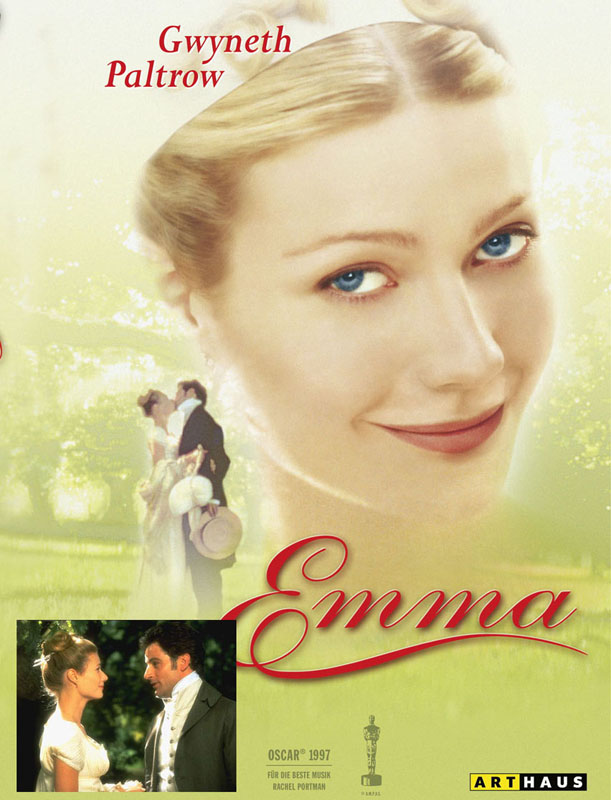 Gwyneth
Paltrow
Emma
OSCAR® 1997
FÜR DIE BESTE MUSIK
RACHEL PORTMAN
ARTHAUS